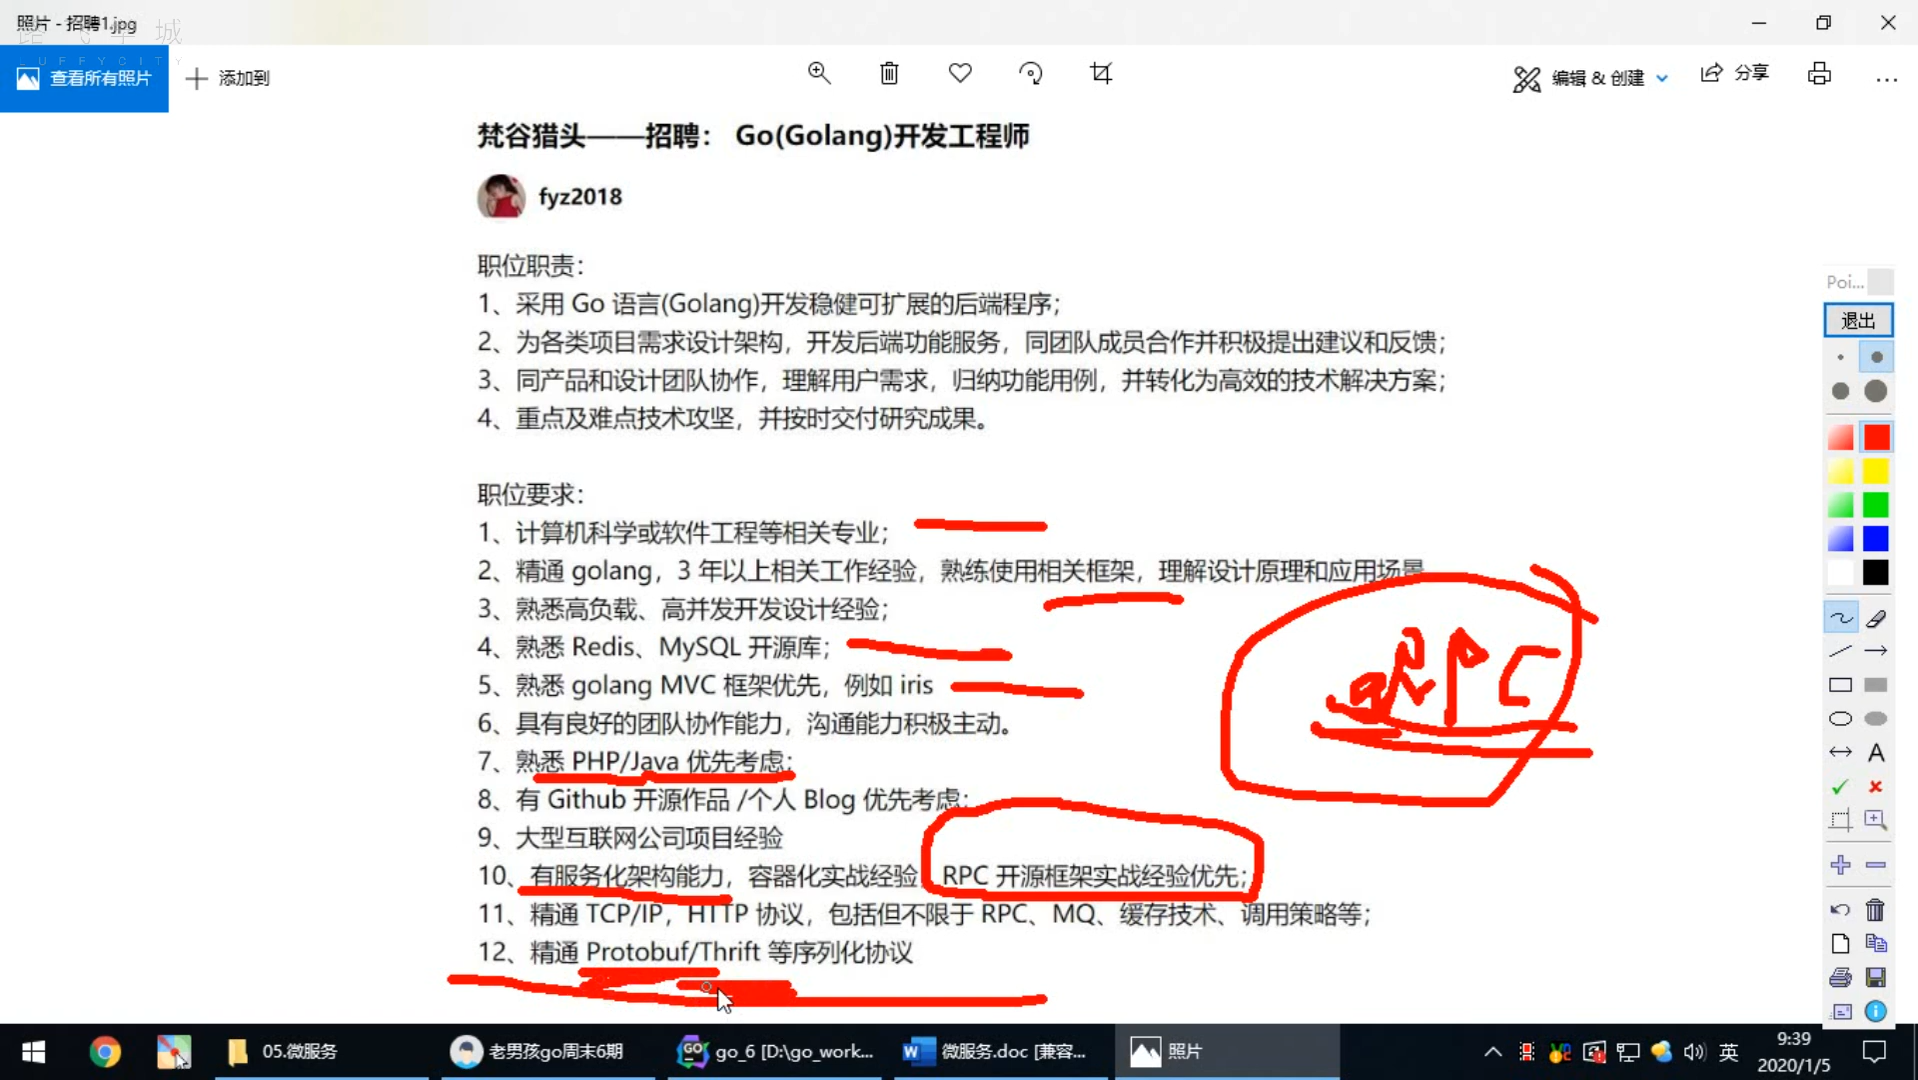 照片 - 招聘1.jpg
LUFFYCITY
查看所有照片
添加到
编辑 & 创建
分享
梵谷猎头——招聘： Go(Golang)开发工程师
fyz2018
职位职责：
1、采用 Go 语言(Golang)开发稳健可扩展的后端程序；
2、为各类项目需求设计架构，开发后端功能服务，同团队成员合作并积极提出建议和反馈；
3、同产品和设计团队协作，理解用户需求，归纳功能用例，并转化为高效的技术解决方案；
4、重点及难点技术攻坚，并按时交付研究成果。
职位要求：
1、计算机科学或软件工程等相关专业；
2、精通 golang，3 年以上相关工作经验，熟练使用相关框架，理解设计原理和应用场景
3、熟悉高负载、高并发开发设计经验；
4、熟悉 Redis、MySQL 开源库；
5、熟悉 golang MVC 框架优先，例如 iris
6、具有良好的团队协作能力，沟通能力积极主动。
7、熟悉 PHP/Java 优先考虑；
8、有 Github 开源作品 /个人 Blog 优先考虑；
9、大型互联网公司项目经验
10、有服务化架构能力，容器化实战经验 RPC 开源框架实战经验优先；
11、精通 TCP/IP，HTTP 协议，包括但不限于 RPC、MQ、缓存技术、调用策略等；
12、精通 Protobuf/Thrift 等序列化协议
gRPC
Poi...
退出
A
05.微服务
老男孩go周末6期
go_6 [D:\go_work...
微服务.doc [兼容...
照片
英
9:39
2020/1/5